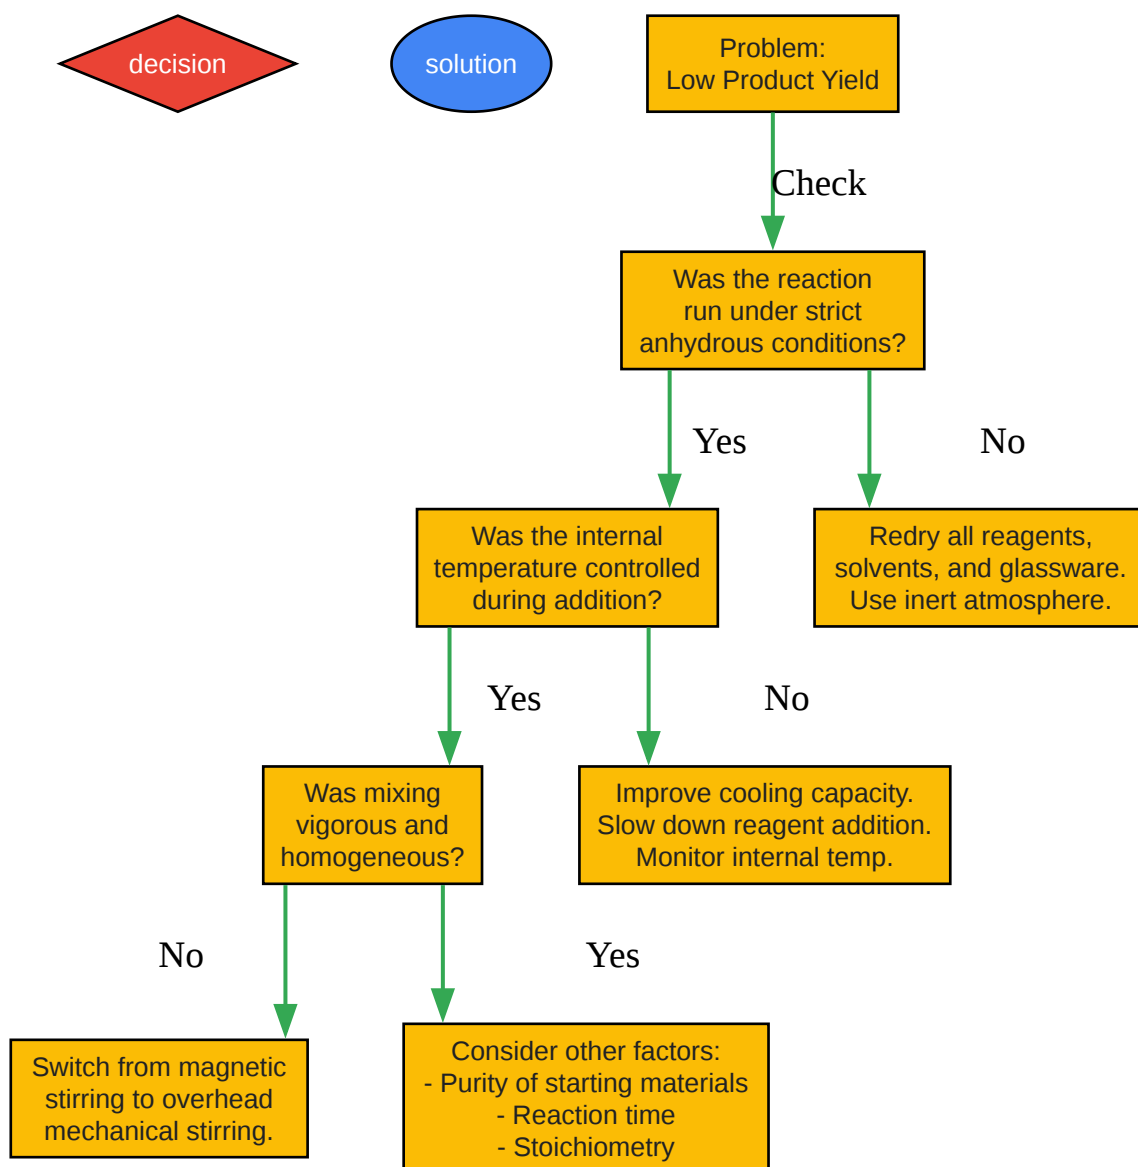 decision
solution
Problem:
Low Product Yield
Check
Was the reaction
run under strict
anhydrous conditions?
Yes
No
Was the internal
temperature controlled
during addition?
Redry all reagents,
solvents, and glassware.
Use inert atmosphere.
Yes
No
Was mixing
vigorous and
homogeneous?
Improve cooling capacity.
Slow down reagent addition.
Monitor internal temp.
No
Yes
Switch from magnetic
stirring to overhead
mechanical stirring.
Consider other factors:
- Purity of starting materials
- Reaction time
- Stoichiometry